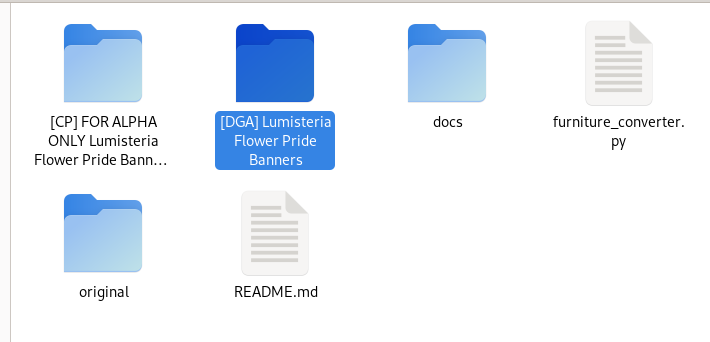 [CP] FOR ALPHA
ONLY Lumisteria
Flower Pride Bann...
[DGA] Lumisteria
Flower Pride
Banners
docs
furniture_converter.
py
original
README.md